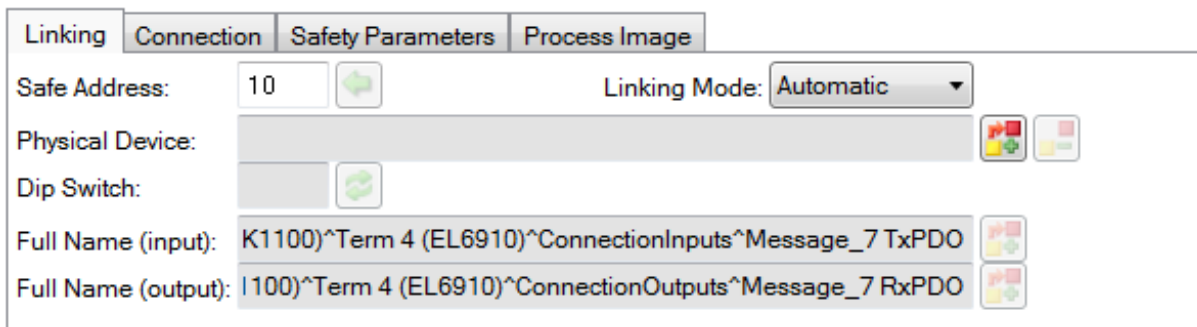 Linking Connection Safety Parameters Process Image
Safe Address: 10 Linking Mode: Automatic
Physical Device:
Dip Switch:
Full Name (input): K1100)^Term 4 (EL6910)^ConnectionInputs^Message_7 TxPDO
Full Name (output): 1100)^Term 4 (EL6910)^ConnectionOutputs^Message_7 RxPDO